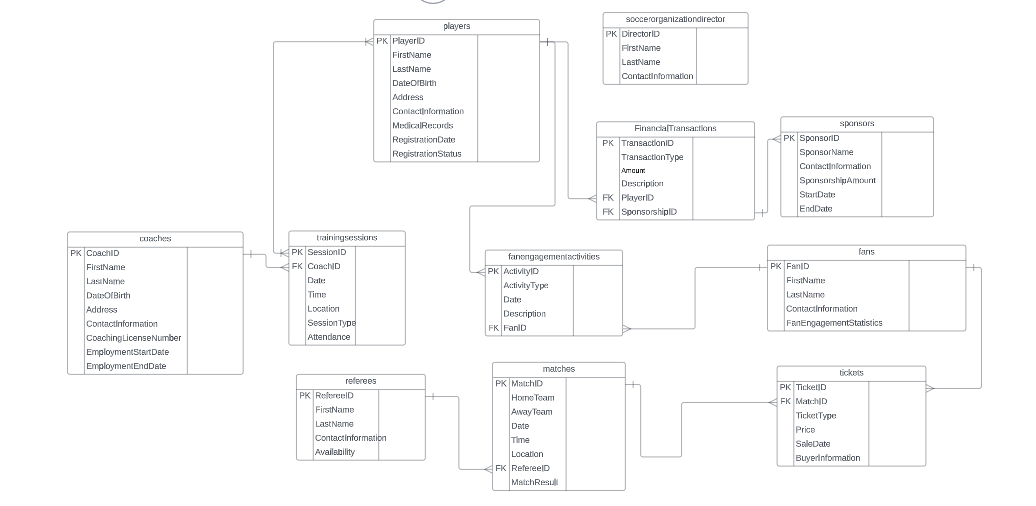 players
PK PlayerID
FirstName
LastName
DateOfBirth
Address
ContactInformation
MedicalRecords
RegistrationDate
RegistrationStatus
soccerorganizationdirector
PK DirectorID
FirstName
LastName
ContactInformation
FinancialTransactions
PK TransactionID
TransactionType
Amount
Description
FK PlayerID
FK SponsorshipID
sponsors
PK SponsorID
SponsorName
ContactInformation
SponsorshipAmount
StartDate
EndDate
coaches
PK CoachID
FirstName
LastName
DateOfBirth
Address
ContactInformation
CoachingLicenseNumber
EmploymentStartDate
EmploymentEndDate
trainingsessions
PK SessionID
FK CoachID
Date
Time
Location
SessionType
Attendance
fanengagementactivities
PK ActivityID
ActivityType
Date
Description
FK FanID
fans
PK FanID
FirstName
LastName
ContactInformation
FanEngagementStatistics
referees
PK RefereeID
FirstName
LastName
ContactInformation
Availability
matches
PK MatchID
HomeTeam
AwayTeam
Date
Time
Location
FK RefereeID
MatchResult
tickets
PK TicketID
FK MatchID
TicketType
Price
SaleDate
BuyerInformation